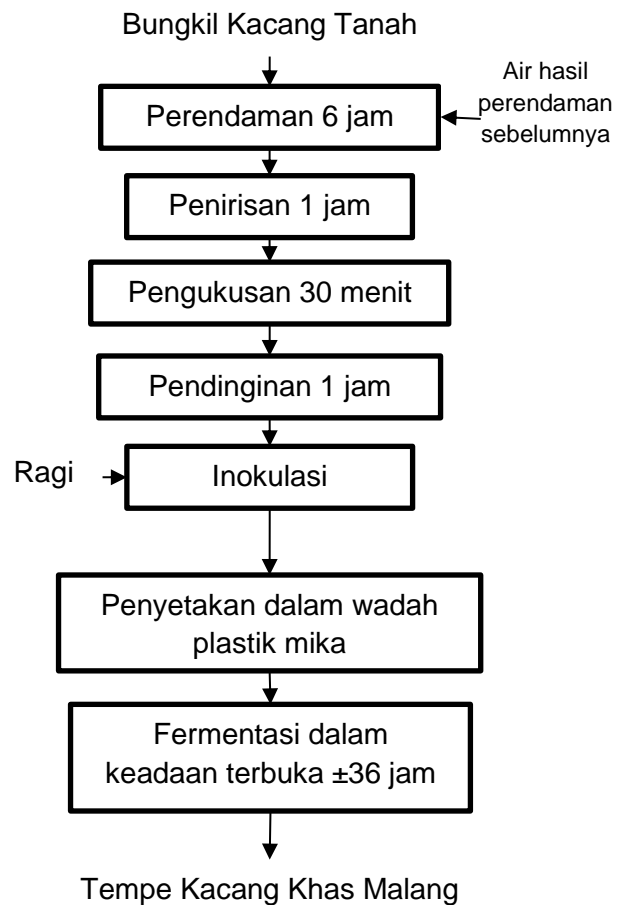 Bungkil Kacang Tanah
Perendaman 6 jam
Air hasil
perendaman
sebelumnya
Penirisan 1 jam
Pengukusan 30 menit
Pendinginan 1 jam
Ragi
Inokulasi
Penyetakan dalam wadah
plastik mika
Fermentasi dalam
keadaan terbuka ±36 jam
Tempe Kacang Khas Malang